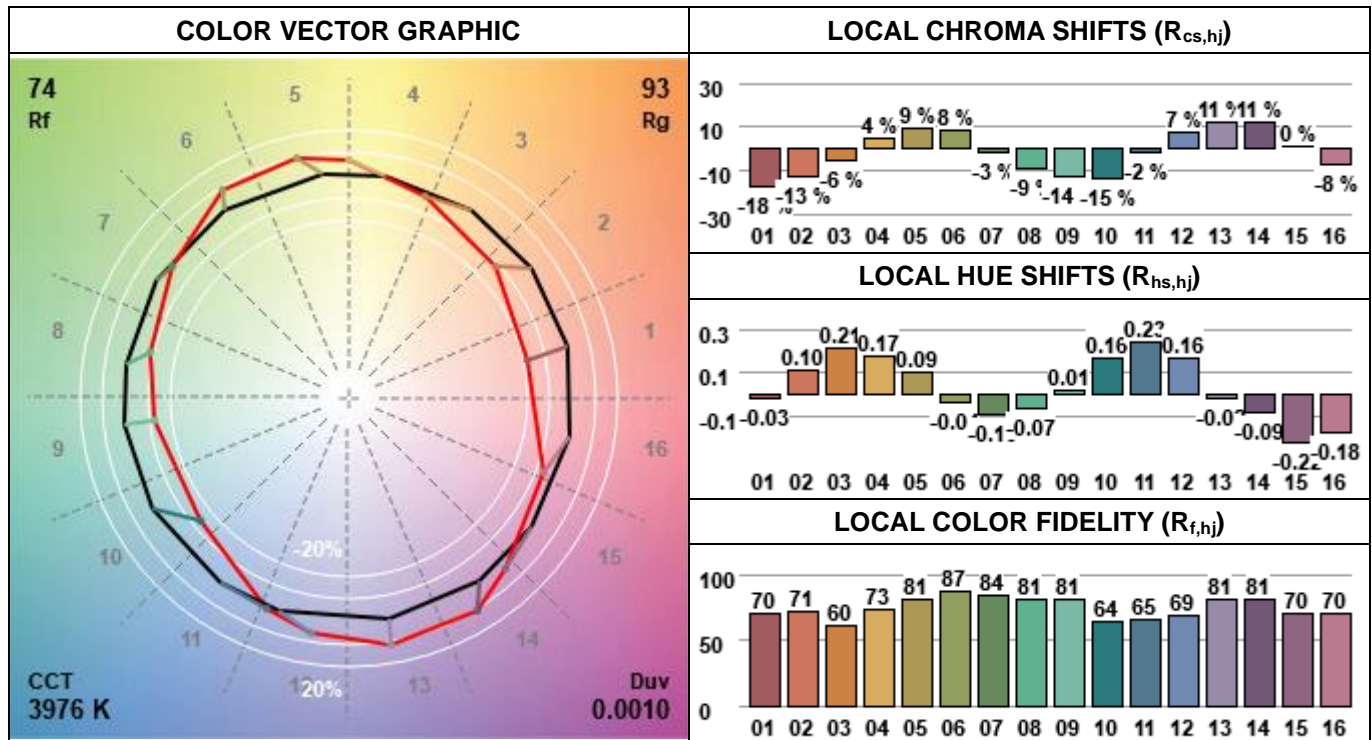 COLOR VECTOR GRAPHIC
74
Rf
93
Rg
5
4
6
3
7
2
8
1
9
16
10
15
11
14
13
-20%
20%
CCT
3976 K
Duv
0.0010
LOCAL CHROMA SHIFTS (Rcs,hj)
30
10
-10
-30
-18 % -13 % -6 % 4 % 9 % 8 % -3 % -9 -14 -15 % -2 % 7 % 11 % 11 % 0 % -8 %
01 02 03 04 05 06 07 08 09 10 11 12 13 14 15 16
LOCAL HUE SHIFTS (Rhs,hj)
0.3
0.1
-0.1
-0.03 0.10 0.21 0.17 0.09 -0.07 0.01 0.16 0.23 0.16 -0.09 -0.22 -0.18
01 02 03 04 05 06 07 08 09 10 11 12 13 14 15 16
LOCAL COLOR FIDELITY (Rf,hj)
100
50
0
70 71 60 73 81 87 84 81 81 64 65 69 81 81 70 70
01 02 03 04 05 06 07 08 09 10 11 12 13 14 15 16